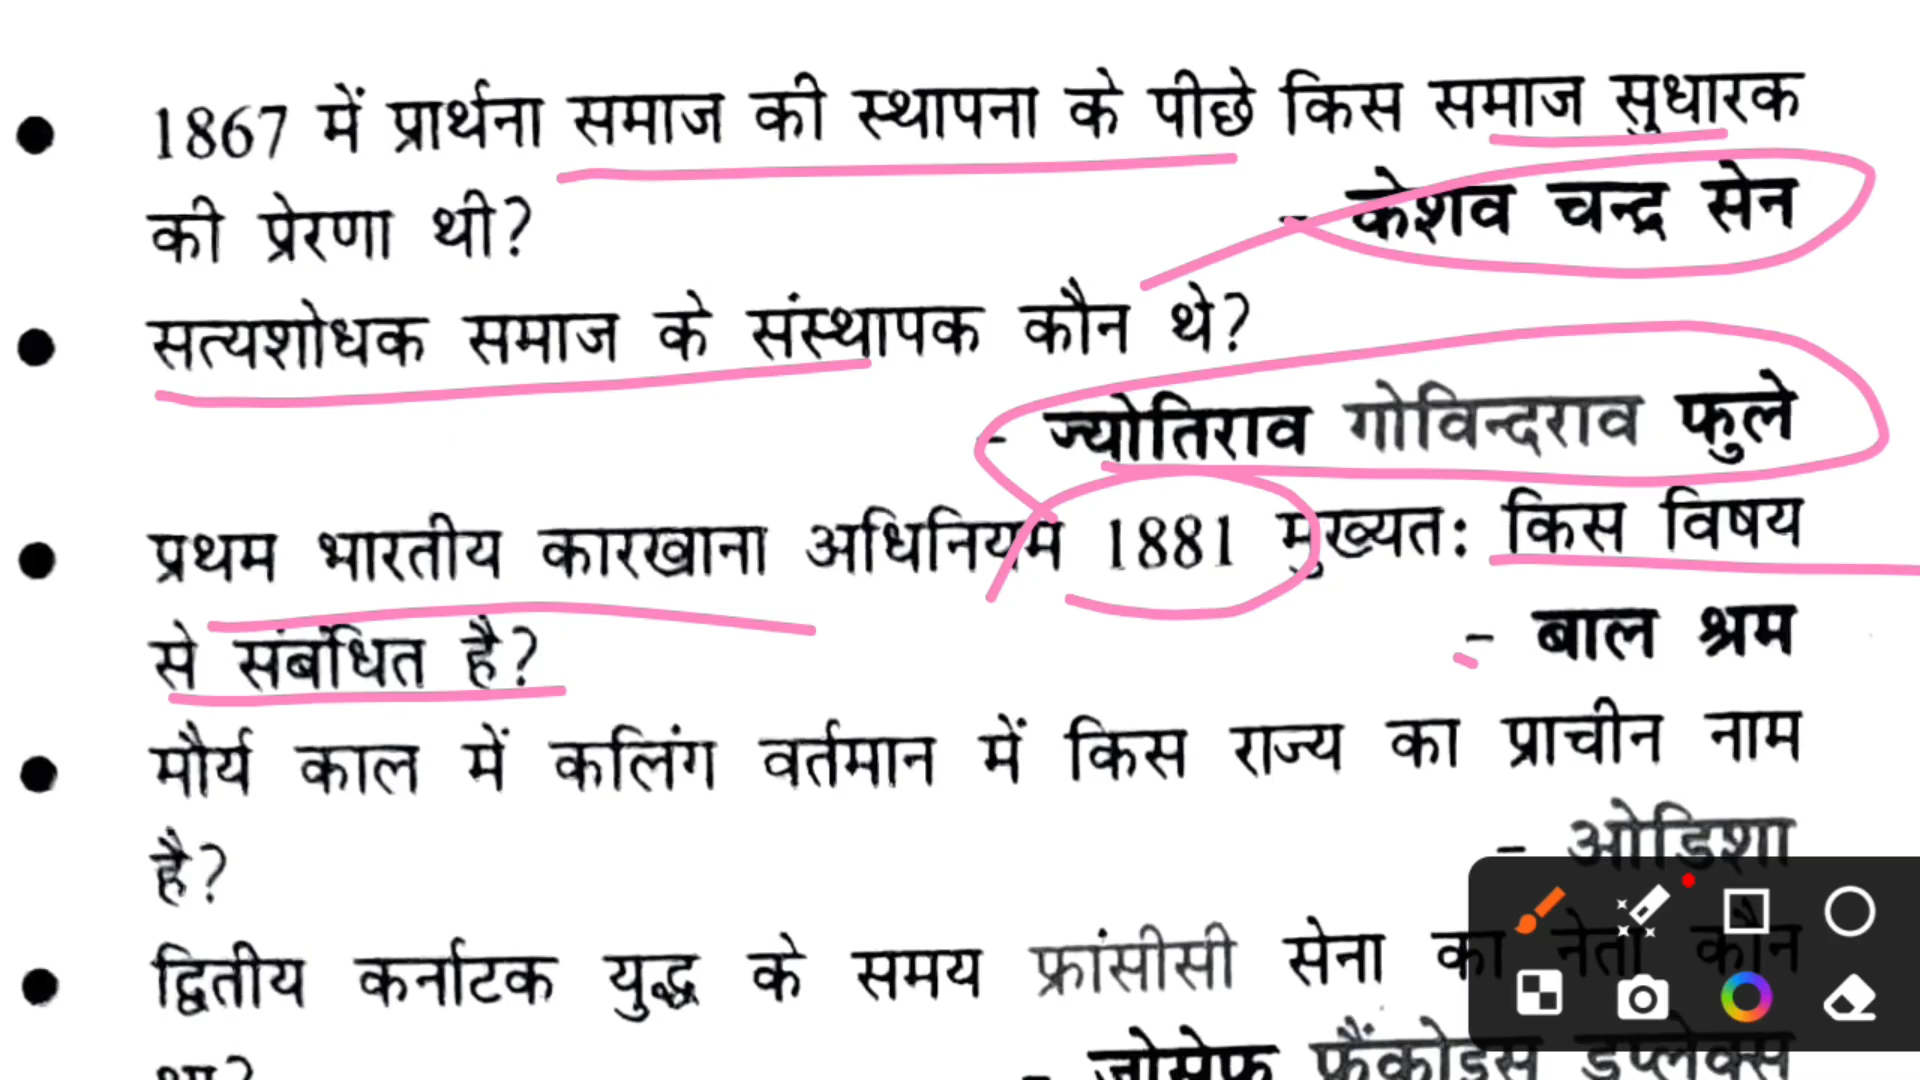 ● 1867 में प्रार्थना समाज की स्थापना के पीछे किस समाज सुधारक
की प्रेरणा थी? - केशव चन्द्र सेन
● सत्यशोधक समाज के संस्थापक कौन थे?
- ज्योतिराव गोविन्दराव फुले
● प्रथम भारतीय कारखाना अधिनियम 1881 मुख्यत: किस विषय
से संबंधित है? - बाल श्रम
● मौर्य काल में कलिंग वर्तमान में किस राज्य का प्राचीन नाम
है? - ओडिशा
● द्वितीय कर्नाटक युद्ध के समय फ्रांसीसी सेना का नेता कौन
था? - जोसेफ फ्रैंकोइस डुप्लेक्स